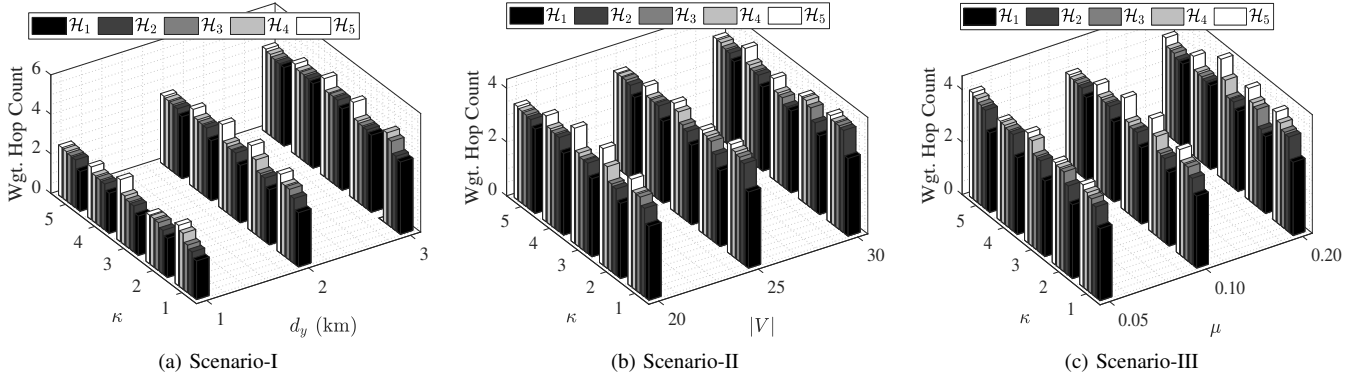 ℋ₁ ℋ₂ ℋ₃ ℋ₄ ℋ₅
Wgt. Hop Count
6
4
2
0
5
4
3
2
1
κ
1
2
3
d_y (km)
(a) Scenario-I
ℋ₁ ℋ₂ ℋ₃ ℋ₄ ℋ₅
Wgt. Hop Count
4
2
0
5
4
3
2
1
κ
20
25
30
|V|
(b) Scenario-II
ℋ₁ ℋ₂ ℋ₃ ℋ₄ ℋ₅
Wgt. Hop Count
4
2
0
5
4
3
2
1
κ
0.05
0.10
0.20
μ
(c) Scenario-III